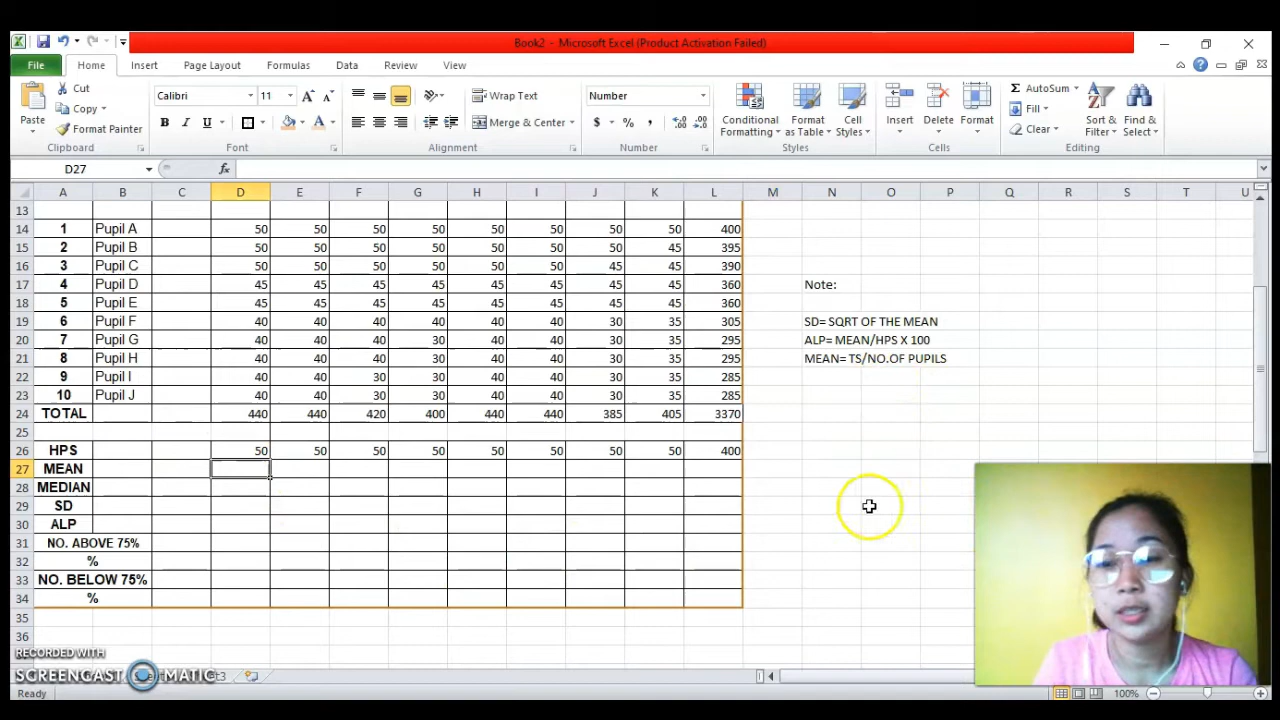 Book2 - Microsoft Excel (Product Activation Failed)
File Home Insert Page Layout Formulas Data Review View
Paste Cut Copy Format Painter Clipboard
Calibri 11 B I U Font
Wrap Text Merge & Center Alignment
Number $ % , Number
Conditional Formatting Format as Table Cell Styles Styles
Insert Delete Format Cells
AutoSum Fill Clear Sort & Filter Find & Select Editing
D27 fx
A B C D E F G H I J K L M N O P Q R S T U
13
14 1 Pupil A 50 50 50 50 50 50 50 50 400
15 2 Pupil B 50 50 50 50 50 50 50 45 395
16 3 Pupil C 50 50 50 50 50 50 45 45 390
17 4 Pupil D 45 45 45 45 45 45 45 45 360 Note:
18 5 Pupil E 45 45 45 45 45 45 45 45 360
19 6 Pupil F 40 40 40 40 40 40 30 35 305 SD= SQRT OF THE MEAN
20 7 Pupil G 40 40 40 30 40 40 30 35 295 ALP= MEAN/HPS X 100
21 8 Pupil H 40 40 40 30 40 40 30 35 295 MEAN= TS/NO.OF PUPILS
22 9 Pupil I 40 40 30 30 40 40 30 35 285
23 10 Pupil J 40 40 30 30 40 40 30 35 285
24 TOTAL 440 440 420 400 440 440 385 405 3370
25
26 HPS 50 50 50 50 50 50 50 50 400
27 MEAN
28 MEDIAN
29 SD
30 ALP
31 NO. ABOVE 75%
32 %
33 NO. BELOW 75%
34 %
35
36
RECORDED WITH
SCREENCAST MATIC
Ready 100%